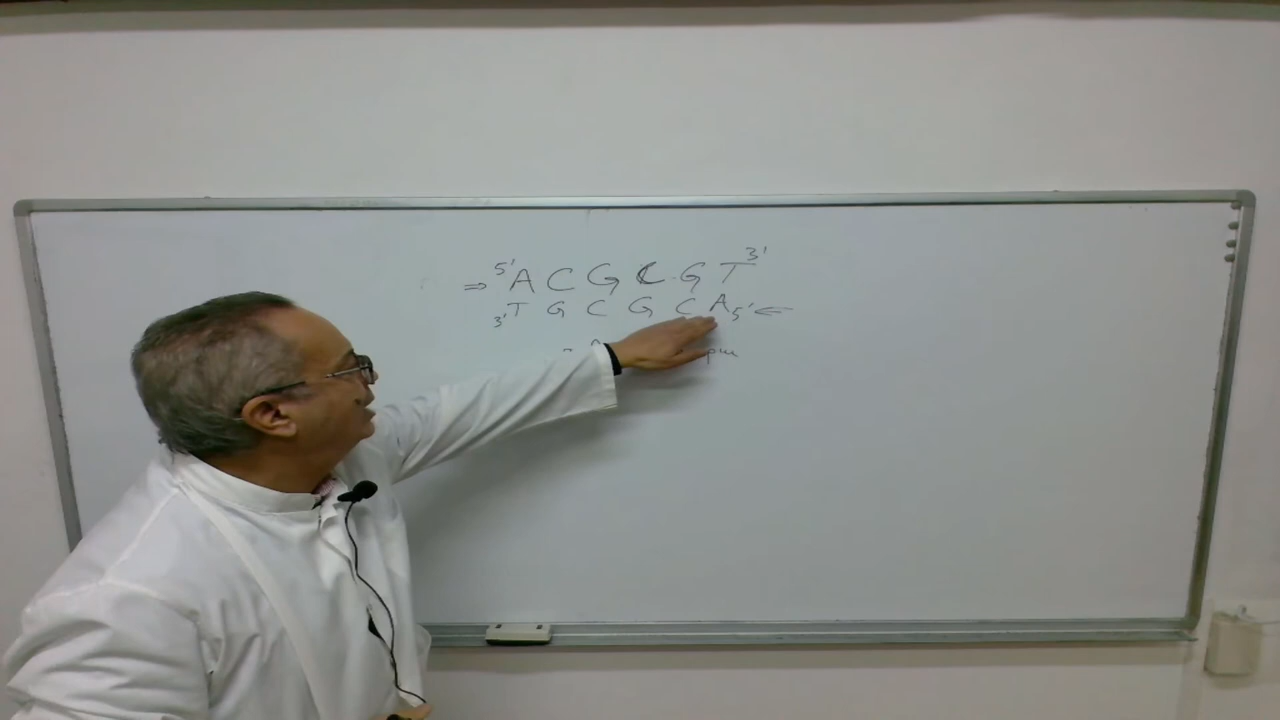 ⇒ 5' A C G C G T 3'
3' T G C G C A 5' ⇐